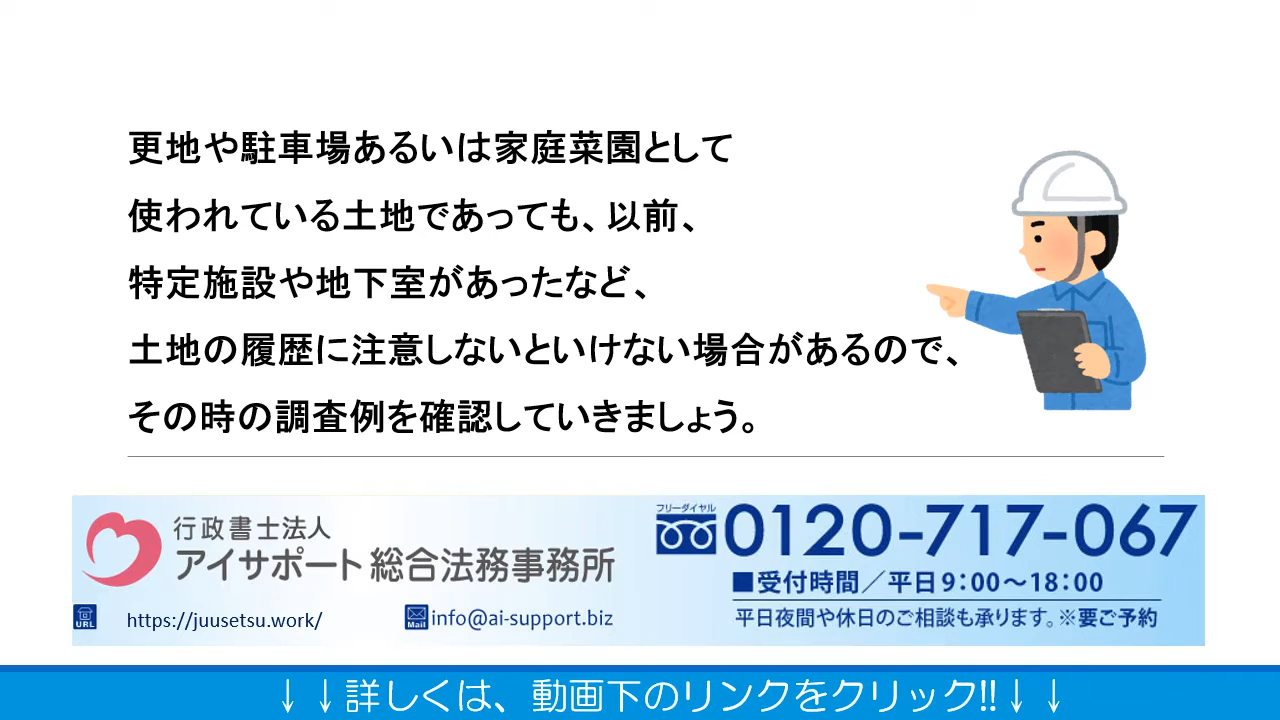 更地や駐車場あるいは家庭菜園として
使われている土地であっても、以前、
特定施設や地下室があったなど、
土地の履歴に注意しないといけない場合があるので、
その時の調査例を確認していきましょう。
行政書士法人
アイサポート総合法務事務所
URL https://juusetsu.work/
Mail info@ai-support.biz
フリーダイヤル
0120-717-067
■受付時間／平日9:00〜18:00
平日夜間や休日のご相談も承ります。※要ご予約
↓↓詳しくは、動画下のリンクをクリック!!↓↓